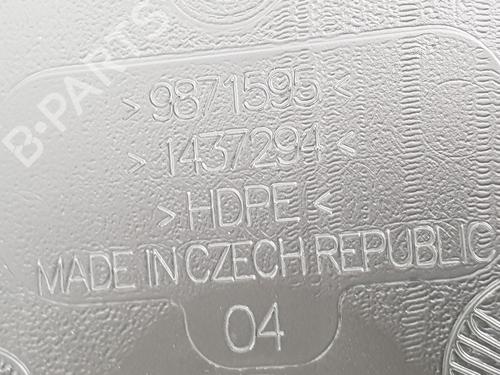 B-PARTS
> 9871595 <
> 1437294 <
> HDPE <
MADE IN CZECH REPUBLIC
04